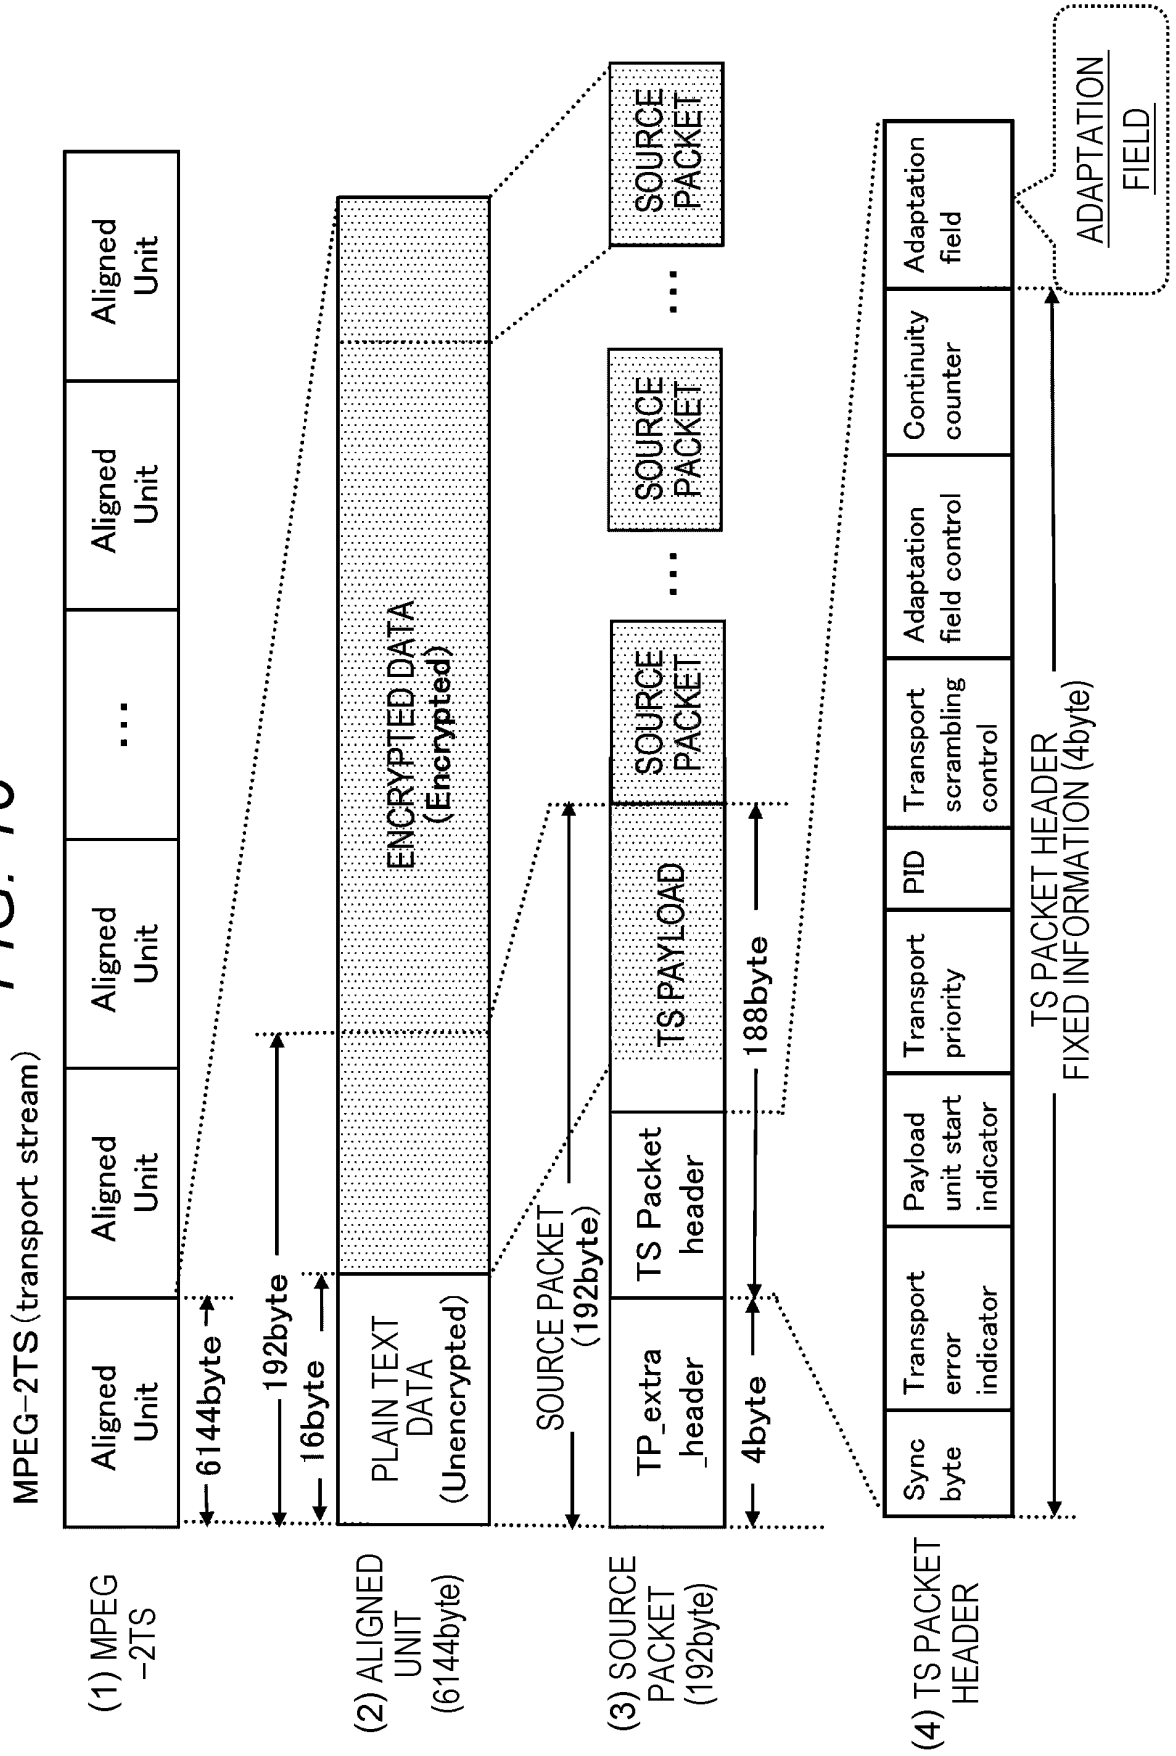 MPEG-2TS (transport stream)
(1) MPEG
-2TS
Aligned
Unit
Aligned
Unit
Aligned
Unit
...
Aligned
Unit
Aligned
Unit
6144byte
192byte
16byte
(2) ALIGNED
UNIT
(6144byte)
PLAIN TEXT
DATA
(Unencrypted)
ENCRYPTED DATA
(Encrypted)
SOURCE PACKET
(192byte)
(3) SOURCE
PACKET
(192byte)
TP_extra
_header
TS Packet
header
TS PAYLOAD
SOURCE
PACKET
...
SOURCE
PACKET
...
SOURCE
PACKET
4byte
188byte
(4) TS PACKET
HEADER
Sync
byte
Transport
error
indicator
Payload
unit start
indicator
Transport
priority
PID
Transport
scrambling
control
Adaptation
field control
Continuity
counter
Adaptation
field
TS PACKET HEADER
FIXED INFORMATION (4byte)
ADAPTATION
FIELD